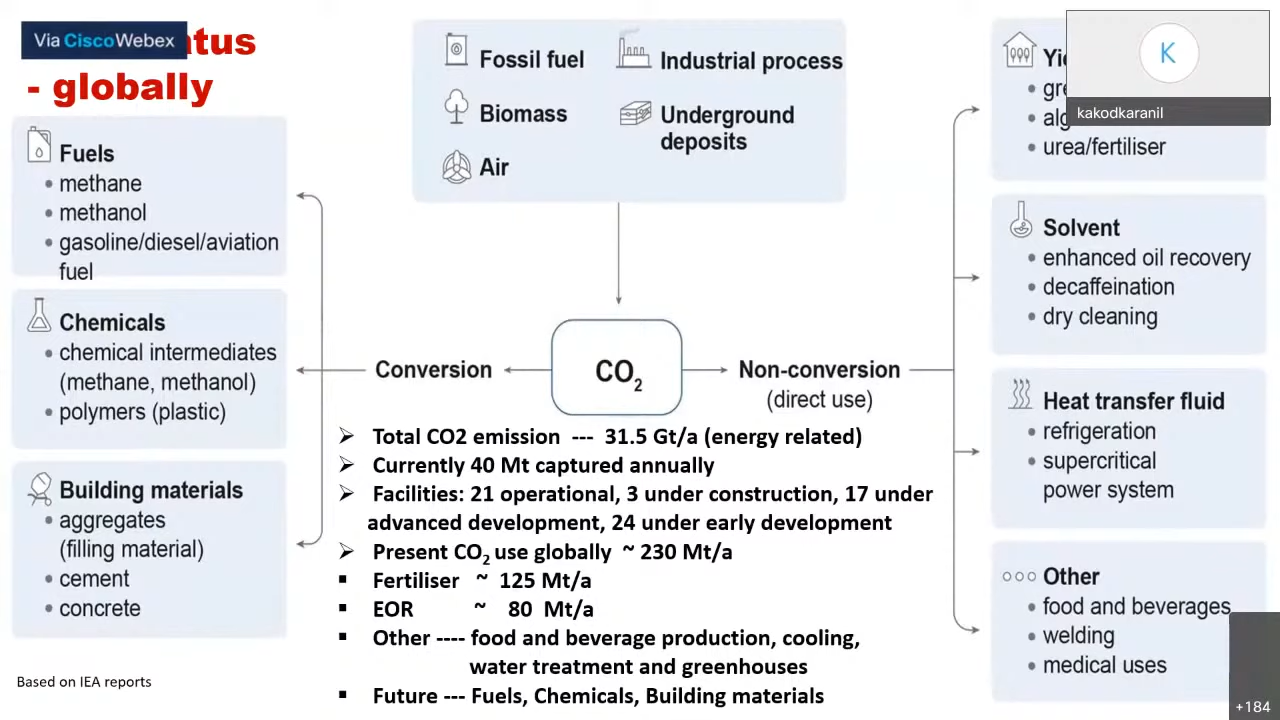 Via CiscoWebex
- globally
Fossil fuel
Industrial process
Biomass
Underground
deposits
Air
K
kakodkaranil
Fuels
• methane
• methanol
• gasoline/diesel/aviation
fuel
Chemicals
• chemical intermediates
(methane, methanol)
• polymers (plastic)
Building materials
• aggregates
(filling material)
• cement
• concrete
Conversion
CO2
Non-conversion
(direct use)
• urea/fertiliser
Solvent
• enhanced oil recovery
• decaffeination
• dry cleaning
Heat transfer fluid
• refrigeration
• supercritical
power system
Other
• food and beverages
• welding
• medical uses
➢ Total CO2 emission --- 31.5 Gt/a (energy related)
➢ Currently 40 Mt captured annually
➢ Facilities: 21 operational, 3 under construction, 17 under
advanced development, 24 under early development
➢ Present CO2 use globally ~ 230 Mt/a
▪ Fertiliser ~ 125 Mt/a
▪ EOR ~ 80 Mt/a
▪ Other ---- food and beverage production, cooling,
water treatment and greenhouses
▪ Future --- Fuels, Chemicals, Building materials
Based on IEA reports
+184